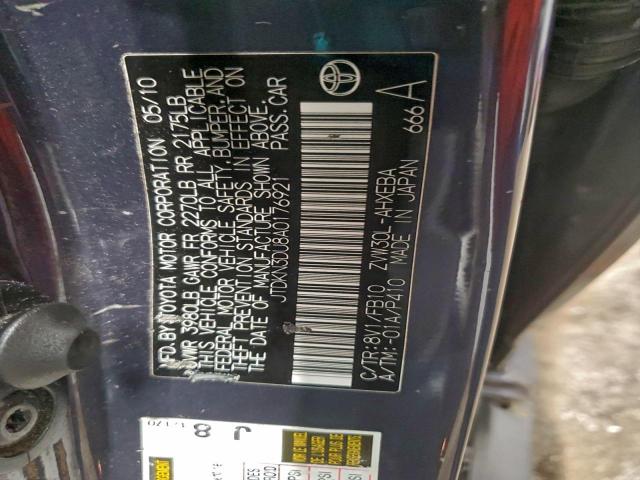 MFD. BY TOYOTA MOTOR CORPORATION 05/10
GVWR 3980LB GAWR FR 2270LB RR 2175LB
THIS VEHICLE CONFORMS TO ALL APPLICABLE
FEDERAL MOTOR VEHICLE SAFETY, BUMPER, AND
THEFT PREVENTION STANDARDS IN EFFECT ON
THE DATE OF MANUFACTURE SHOWN ABOVE.
JTDKN3DU8A0176921 PASS. CAR
C/TR:8V1/FB10 ZVW30L-AHXEBA
A/TM:-01A/P410 MADE IN JAPAN 666 A